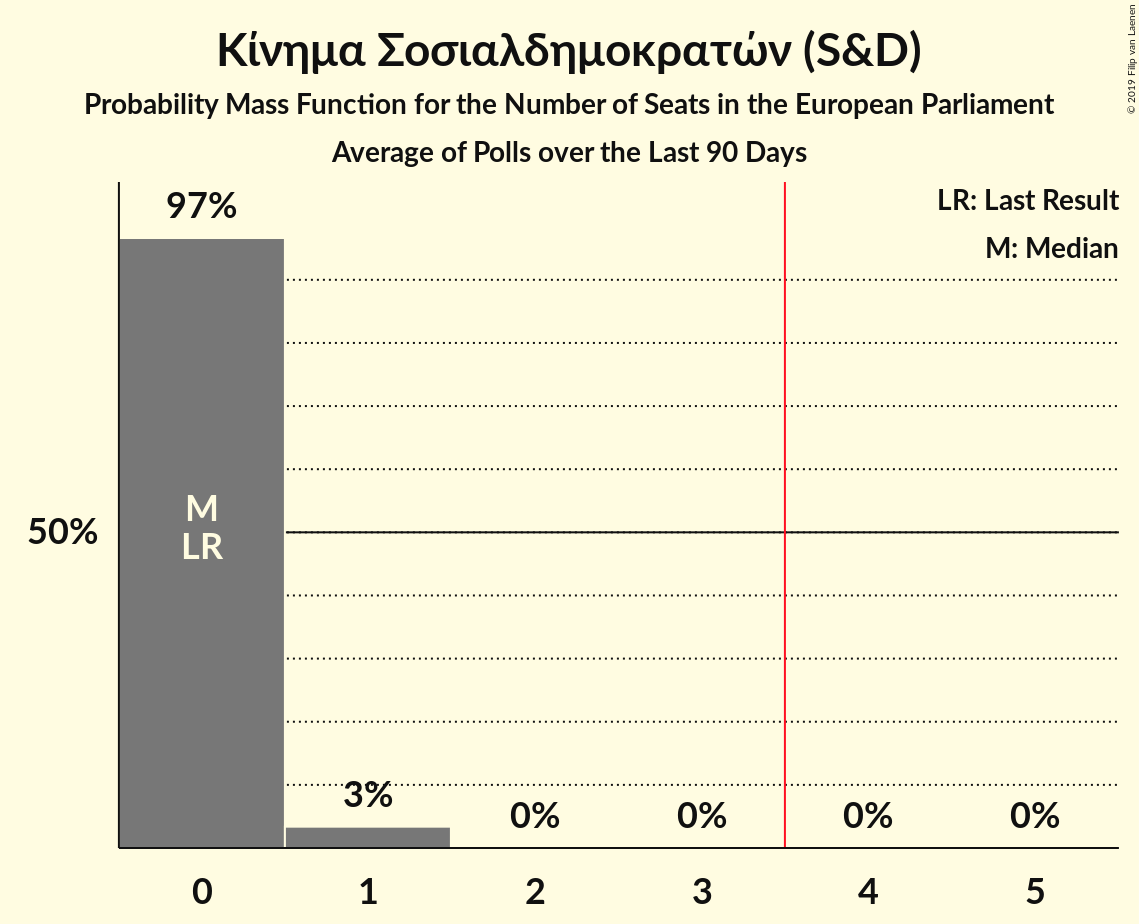 Κίνημα Σοσιαλδημοκρατών (S&D)
Probability Mass Function for the Number of Seats in the European Parliament
Average of Polls over the Last 90 Days
© 2019 Filip van Laenen
LR: Last Result
M: Median
97%
M
LR
50%
3%
0%
0%
0%
0%
0
1
2
3
4
5